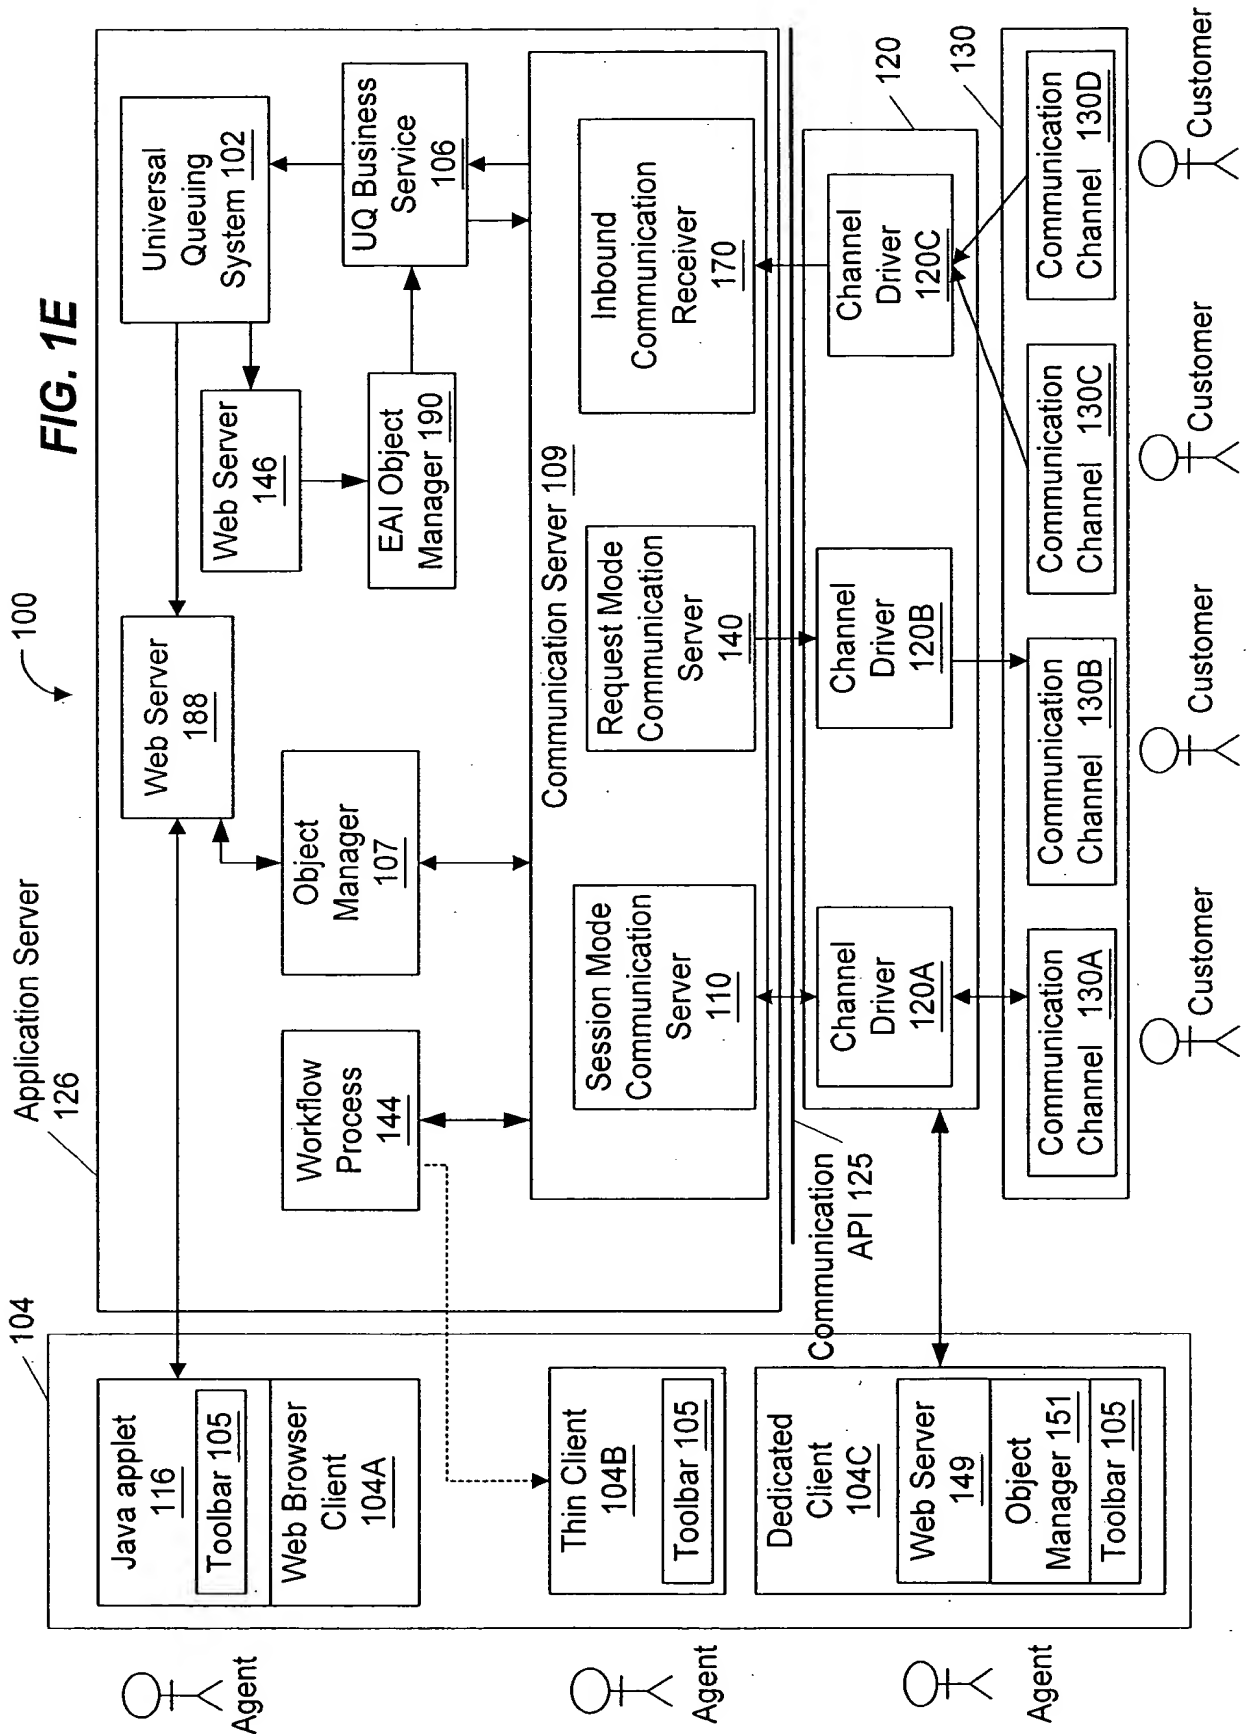 FIG. 1E
100
104
Application Server
126
Java applet
116
Toolbar 105
Web Browser
Client
104A
Agent
Web Server
188
Universal
Queuing
System 102
Web Server
146
EAI Object
Manager 190
UQ Business
Service
106
Object
Manager
107
Workflow
Process
144
Thin Client
104B
Toolbar 105
Agent
Communication Server 109
Session Mode
Communication
Server
110
Request Mode
Communication
Server
140
Inbound
Communication
Receiver
170
Communication
API 125
Dedicated
Client
104C
Web Server
149
Object
Manager 151
Toolbar 105
Agent
120
Channel
Driver
120A
Channel
Driver
120B
Channel
Driver
120C
130
Communication
Channel 130A
Communication
Channel 130B
Communication
Channel 130C
Communication
Channel 130D
Customer
Customer
Customer
Customer